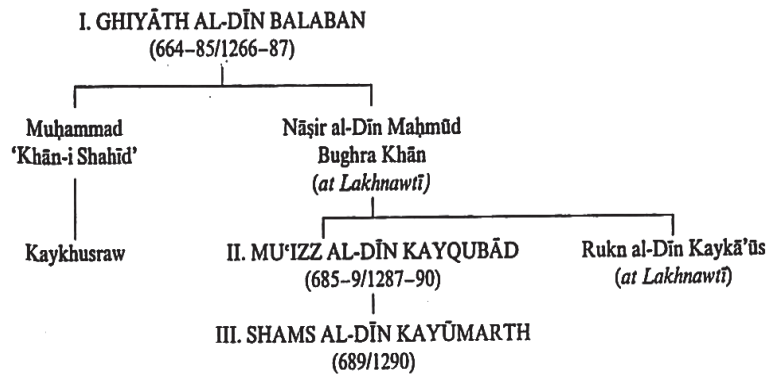 I. GHIYĀTH AL-DĪN BALABAN
(664–85/1266–87)
Muḥammad
‘Khān-i Shahīd’
Nāṣir al-Dīn Maḥmūd
Bughra Khān
(at Lakhnawtī)
Kaykhusraw
II. MUʿIZZ AL-DĪN KAYQUBĀD
(685–9/1287–90)
Rukn al-Dīn Kaykā’ūs
(at Lakhnawtī)
III. SHAMS AL-DĪN KAYŪMARTH
(689/1290)